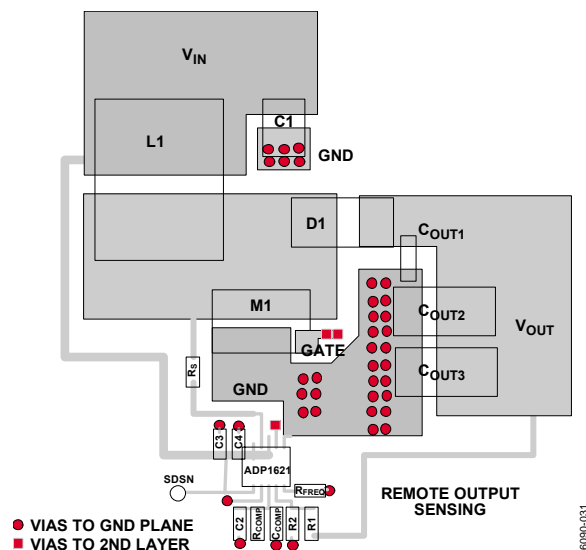 VIN
L1
C1
GND
D1
COUT1
M1
COUT2
VOUT
GATE
RS
COUT3
GND
C3
C4
ADP1621
SDSN
RFREQ
REMOTE OUTPUT
SENSING
C2
RCOMP
CCOMP
R2
R1
VIAS TO GND PLANE
VIAS TO 2ND LAYER
06090-031